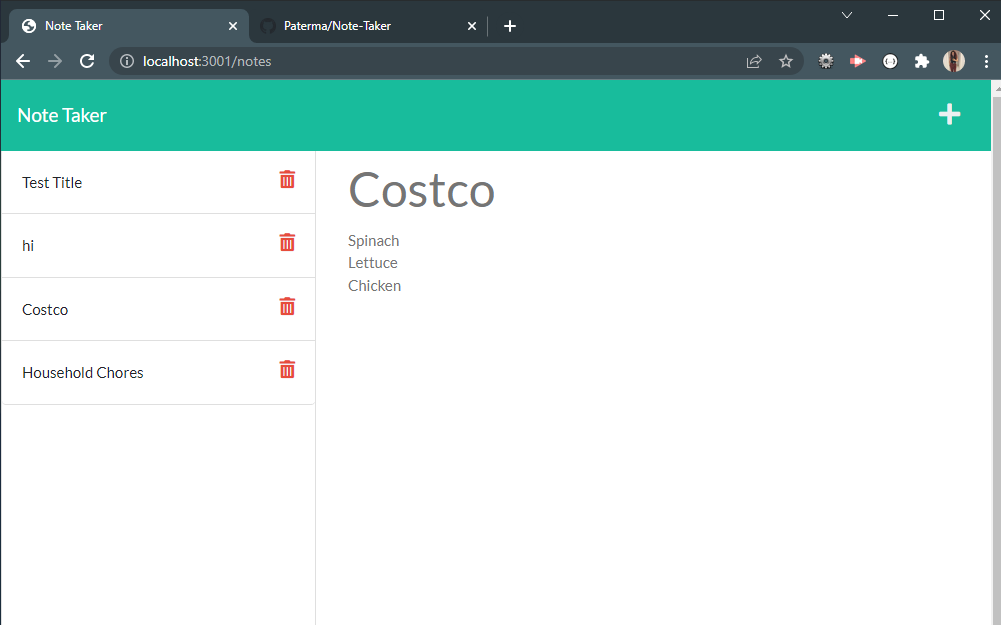 Note Taker
Paterma/Note-Taker
localhost:3001/notes
Note Taker
Test Title
hi
Costco
Household Chores
Costco
Spinach
Lettuce
Chicken